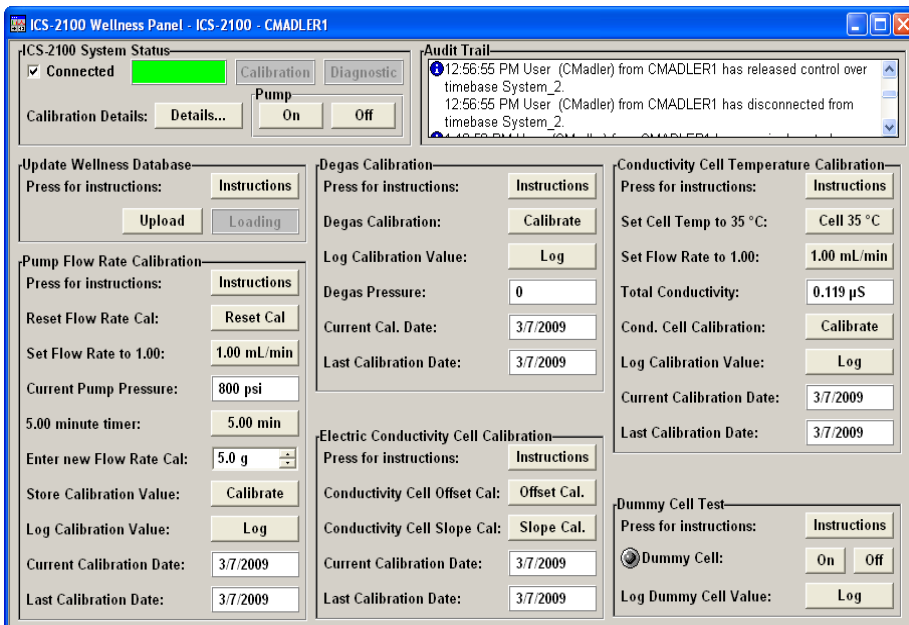 ICS-2100 Wellness Panel - ICS-2100 - CMADLER1
ICS-2100 System Status
Connected
Calibration
Diagnostic
Calibration Details:
Details...
Pump
On
Off
Audit Trail
12:56:55 PM User (CMadler) from CMADLER1 has released control over
timebase System_2.
12:56:55 PM User (CMadler) from CMADLER1 has disconnected from
timebase System_2.
Update Wellness Database
Press for instructions:
Instructions
Upload
Loading
Pump Flow Rate Calibration
Press for instructions:
Instructions
Reset Flow Rate Cal:
Reset Cal
Set Flow Rate to 1.00:
1.00 mL/min
Current Pump Pressure:
800 psi
5.00 minute timer:
5.00 min
Enter new Flow Rate Cal:
5.0 g
Store Calibration Value:
Calibrate
Log Calibration Value:
Log
Current Calibration Date:
3/7/2009
Last Calibration Date:
3/7/2009
Degas Calibration
Press for instructions:
Instructions
Degas Calibration:
Calibrate
Log Calibration Value:
Log
Degas Pressure:
0
Current Cal. Date:
3/7/2009
Last Calibration Date:
3/7/2009
Electric Conductivity Cell Calibration
Press for instructions:
Instructions
Conductivity Cell Offset Cal:
Offset Cal.
Conductivity Cell Slope Cal:
Slope Cal.
Current Calibration Date:
3/7/2009
Last Calibration Date:
3/7/2009
Conductivity Cell Temperature Calibration
Press for instructions:
Instructions
Set Cell Temp to 35 °C:
Cell 35 °C
Set Flow Rate to 1.00:
1.00 mL/min
Total Conductivity:
0.119 µS
Cond. Cell Calibration:
Calibrate
Log Calibration Value:
Log
Current Calibration Date:
3/7/2009
Last Calibration Date:
3/7/2009
Dummy Cell Test
Press for instructions:
Instructions
Dummy Cell:
On
Off
Log Dummy Cell Value:
Log